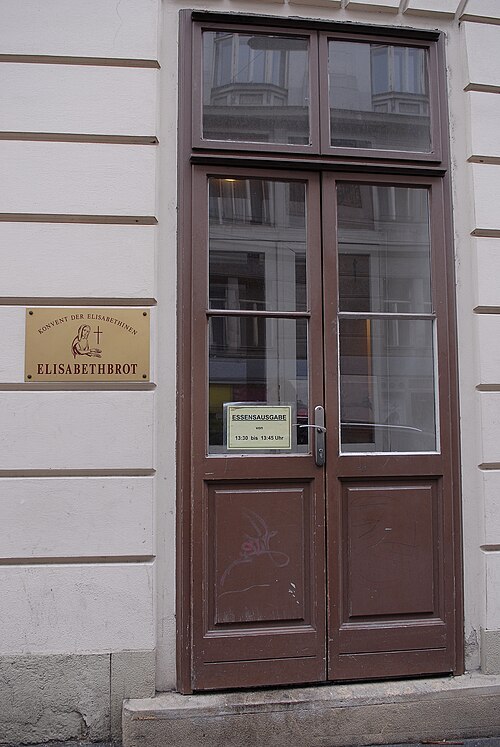 KONVENT DER ELISABETHINEN
ELISABETHBROT
ESSENSAUSGABE
von
13:30 bis 13:45 Uhr